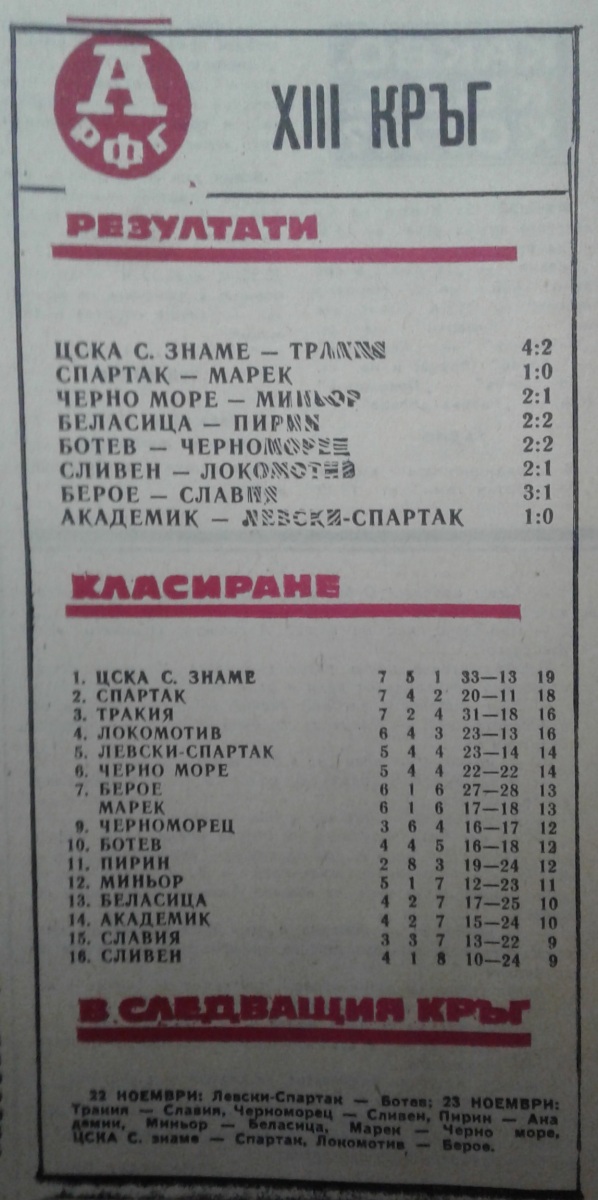 А
РФГ
XIII КРЪГ
РЕЗУЛТАТИ
ЦСКА С. ЗНАМЕ — ТРАКИЯ 4:2
СПАРТАК — МАРЕК 1:0
ЧЕРНО МОРЕ — МИНЬОР 2:1
БЕЛАСИЦА — ПИРИН 2:2
БОТЕВ — ЧЕРНОМОРЕЦ 2:2
СЛИВЕН — ЛОКОМОТИВ 2:1
БЕРОЕ — СЛАВИЯ 3:1
АКАДЕМИК — ЛЕВСКИ-СПАРТАК 1:0
КЛАСИРАНЕ
1. ЦСКА С. ЗНАМЕ 7 5 1 33—13 19
2. СПАРТАК 7 4 2 20—11 18
3. ТРАКИЯ 7 2 4 31—18 16
4. ЛОКОМОТИВ 6 4 3 23—13 16
5. ЛЕВСКИ-СПАРТАК 5 4 4 23—14 14
6. ЧЕРНО МОРЕ 5 4 4 22—22 14
7. БЕРОЕ 6 1 6 27—28 13
МАРЕК 6 1 6 17—18 13
9. ЧЕРНОМОРЕЦ 3 6 4 16—17 12
10. БОТЕВ 4 4 5 16—18 12
11. ПИРИН 2 8 3 19—24 12
12. МИНЬОР 5 1 7 12—23 11
13. БЕЛАСИЦА 4 2 7 17—25 10
14. АКАДЕМИК 4 2 7 15—24 10
15. СЛАВИЯ 3 3 7 13—22 9
16. СЛИВЕН 4 1 8 10—24 9
В СЛЕДВАЩИЯ КРЪГ
22 НОЕМВРИ: Левски-Спартак — Ботев; 23 НОЕМВРИ:
Тракия — Славия, Черноморец — Сливен, Пирин — Ака
демик, Миньор — Беласица, Марек — Черно море,
ЦСКА С. знаме — Спартак, Локомотив — Берое.